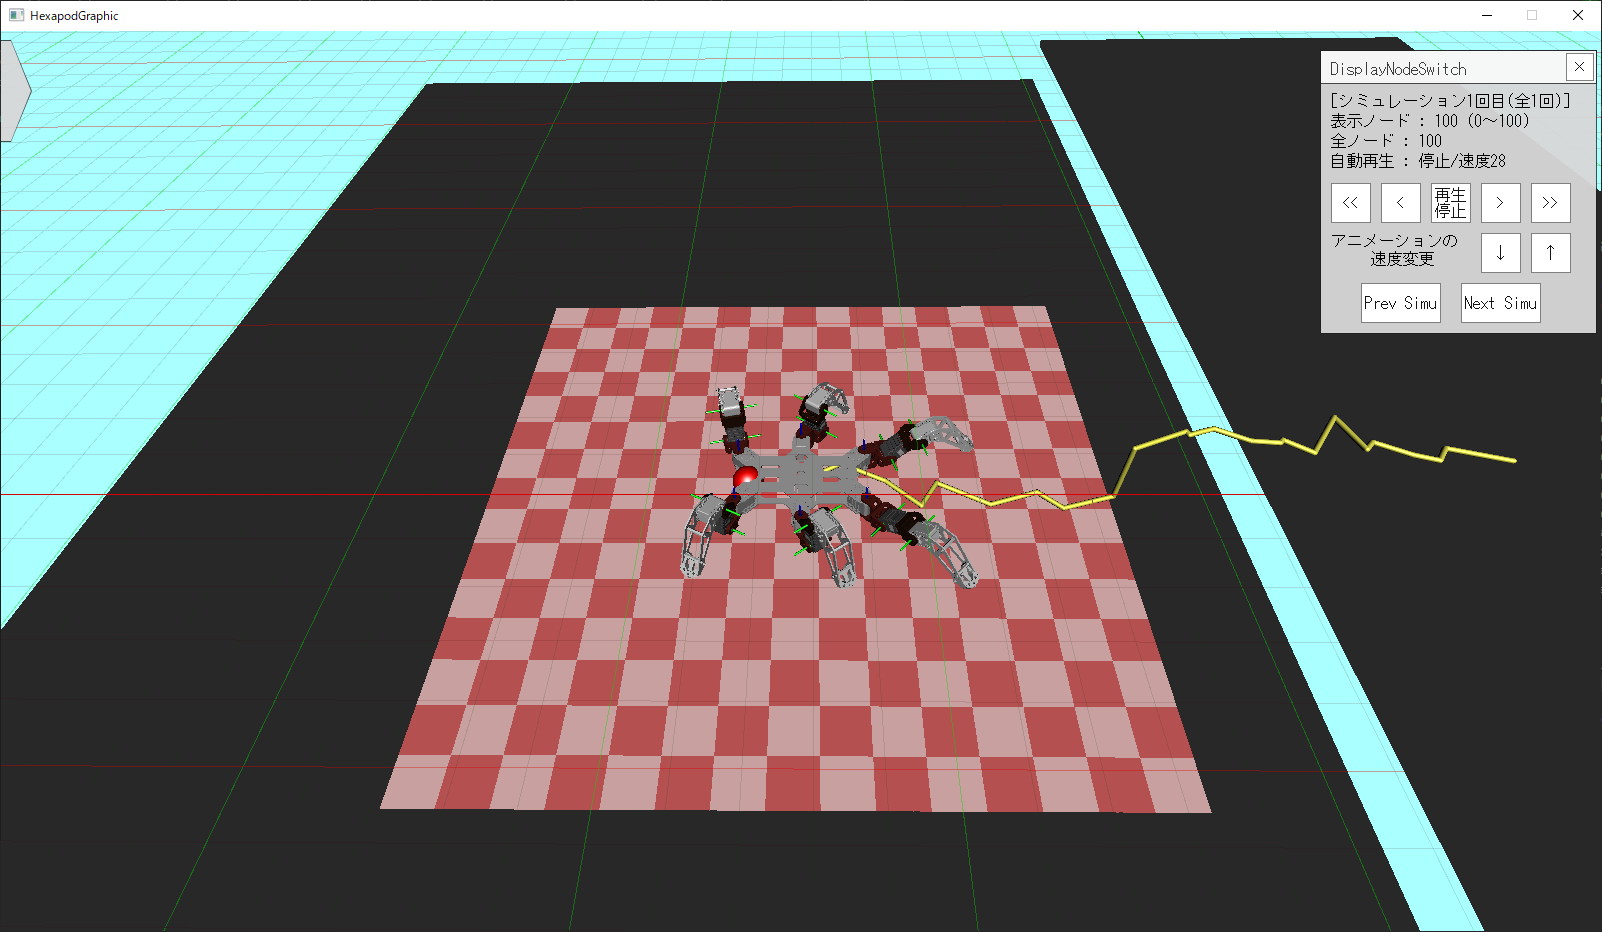 HexapodGraphic
DisplayNodeSwitch
[シミュレーション1回目(全1回)]
表示ノード : 100 (0～100)
全ノード : 100
自動再生 : 停止/速度28
<< < 再生 > >>
停止
アニメーションの
速度変更 ↓ ↑
Prev Simu Next Simu